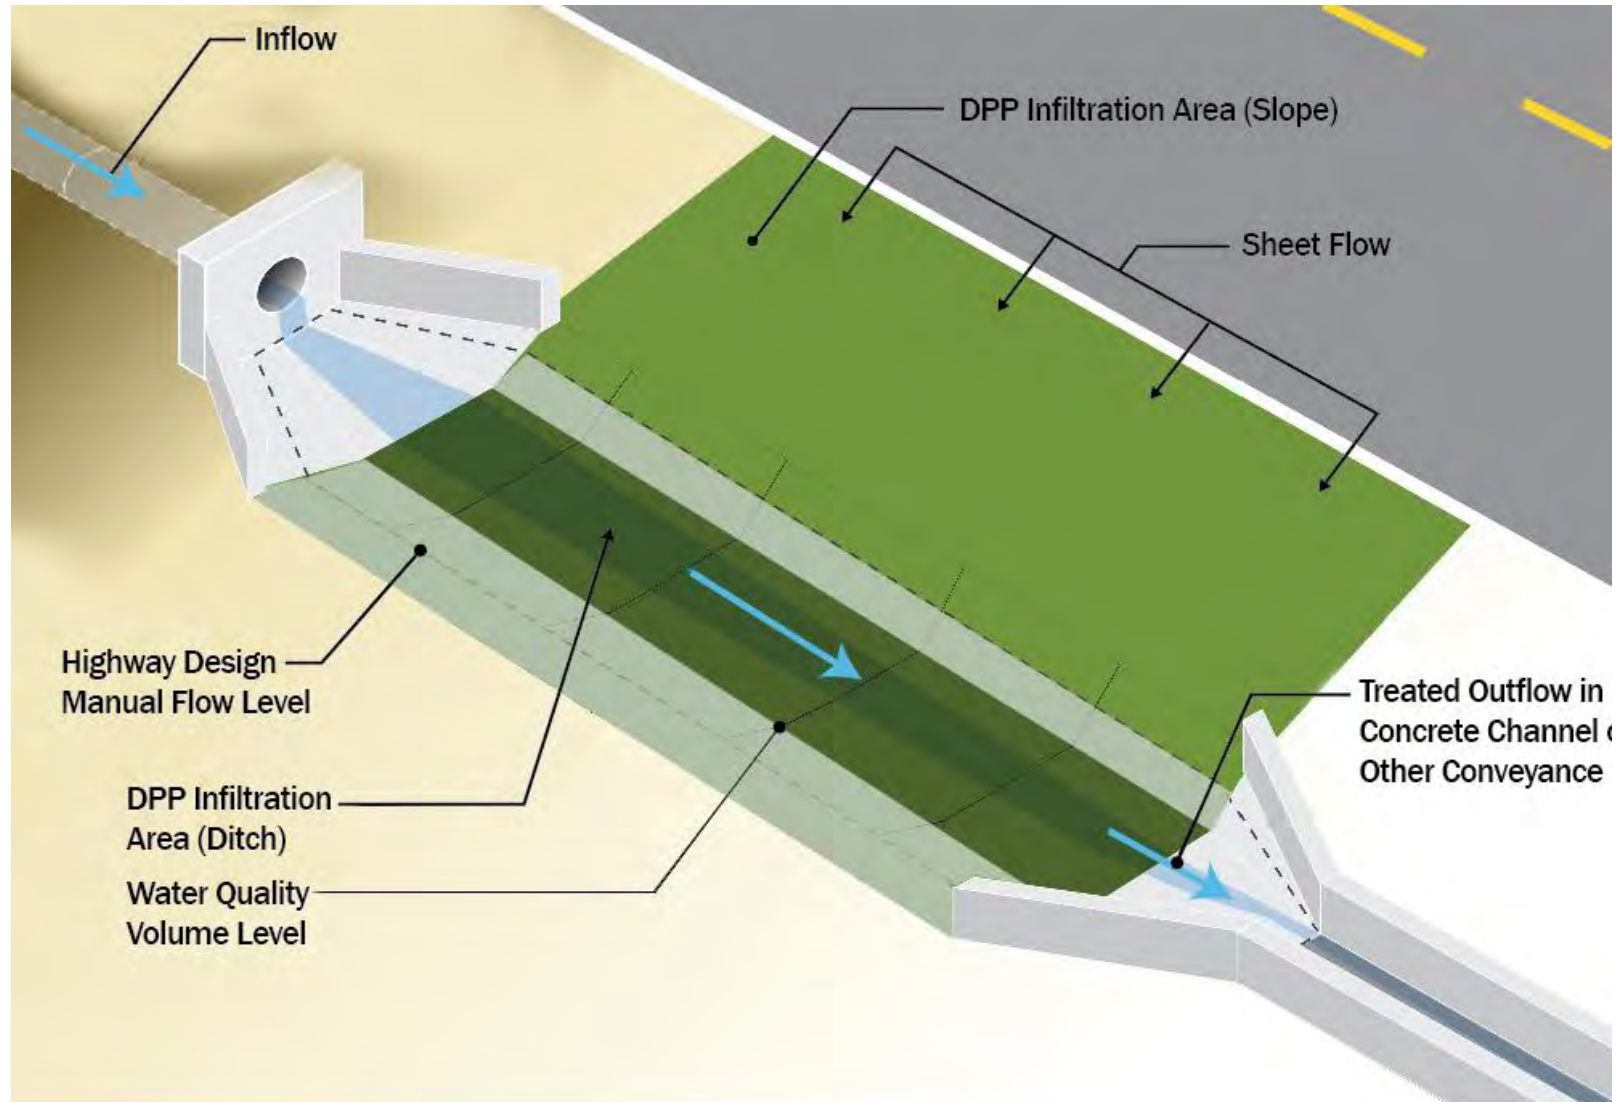 Inflow
DPP Infiltration Area (Slope)
Sheet Flow
Highway Design
Manual Flow Level
Treated Outflow in
Concrete Channel
Other Conveyance
DPP Infiltration
Area (Ditch)
Water Quality
Volume Level